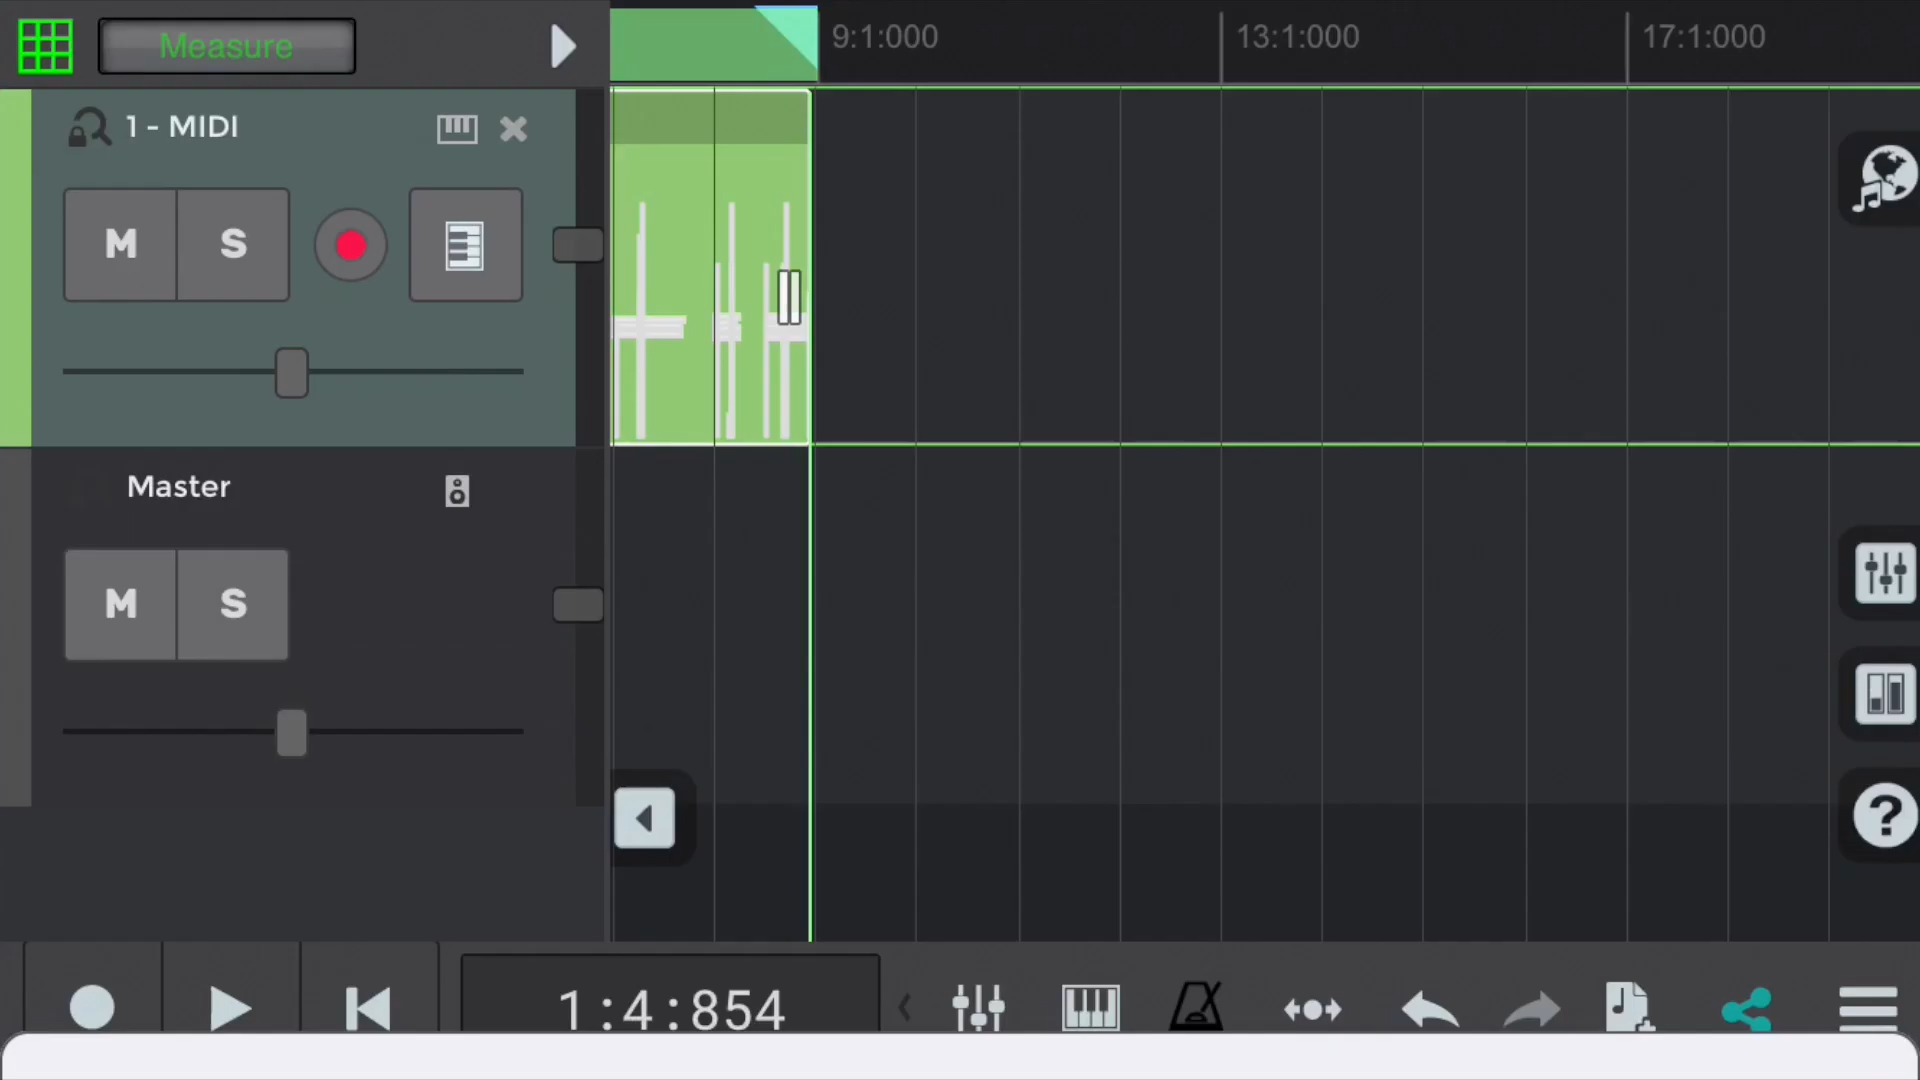 Measure
9:1:000
13:1:000
17:1:000
1 - MIDI
M
S
Master
M
S
?
1:4:854